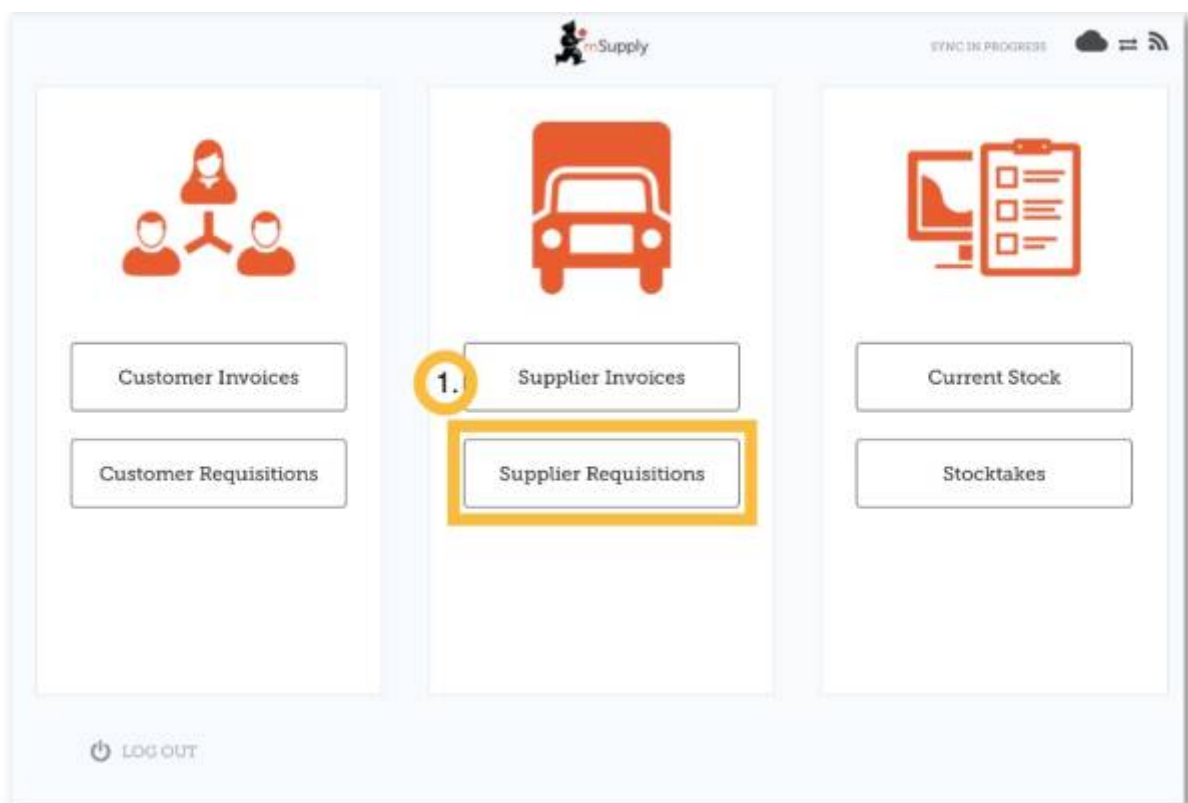 mSupply
SYNC IN PROGRESS
Customer Invoices
1.
Supplier Invoices
Current Stock
Customer Requisitions
Supplier Requisitions
Stocktakes
LOG OUT